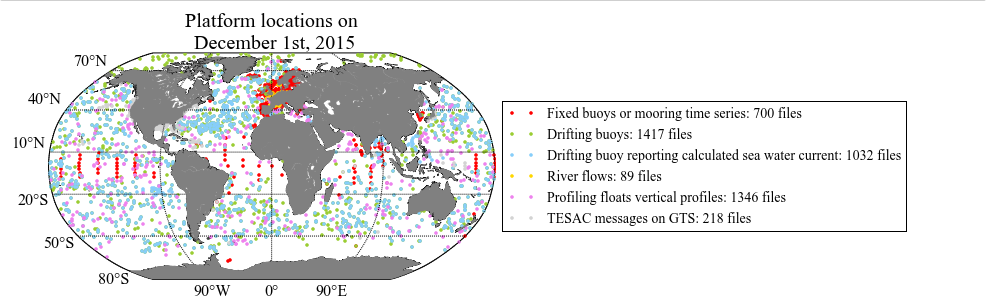 Platform locations on
December 1st, 2015
70°N
40°N
10°N
20°S
50°S
80°S
90°W 0° 90°E
Fixed buoys or mooring time series: 700 files
Drifting buoys: 1417 files
Drifting buoy reporting calculated sea water current: 1032 files
River flows: 89 files
Profiling floats vertical profiles: 1346 files
TESAC messages on GTS: 218 files